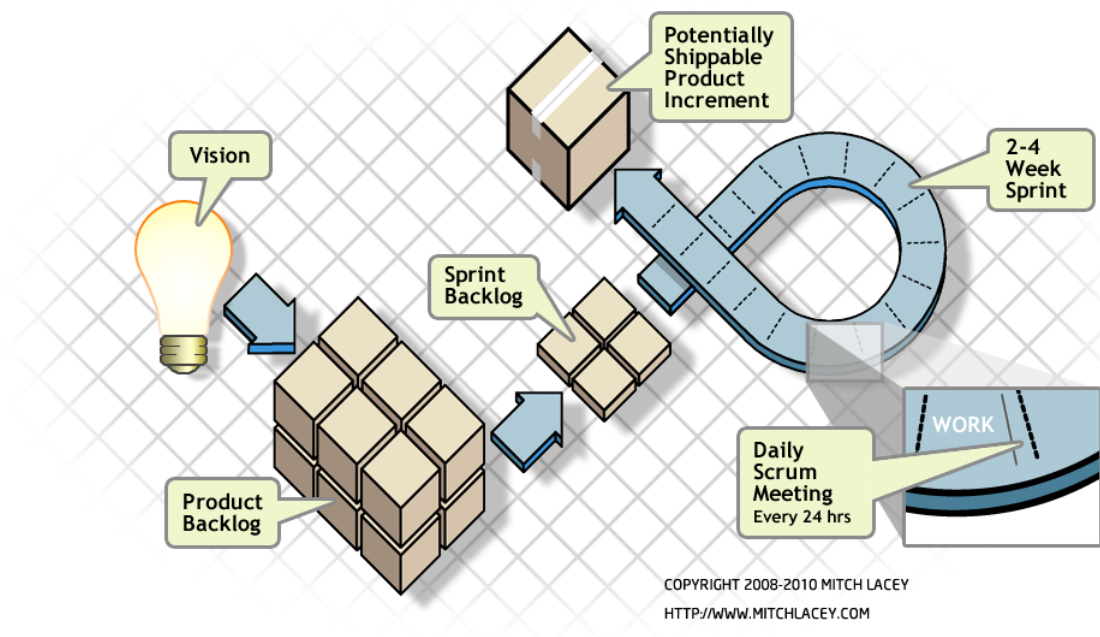 Potentially
Shippable
Product
Increment
Vision
2-4
Week
Sprint
Sprint
Backlog
WORK
Daily
Scrum
Meeting
Every 24 hrs
Product
Backlog
COPYRIGHT 2008-2010 MITCH LACEY
HTTP://WWW.MITCHLACEY.COM